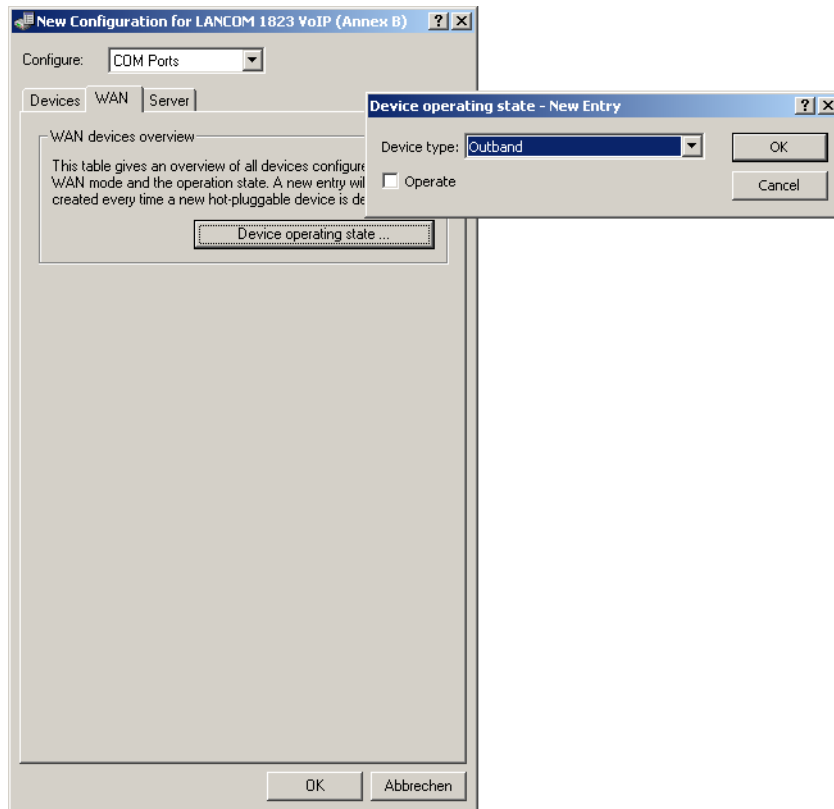 New Configuration for LANCOM 1823 VoIP (Annex B)
Configure: COM Ports
Devices WAN Server
WAN devices overview
This table gives an overview of all devices configure
WAN mode and the operation state. A new entry wil
created every time a new hot-pluggable device is de
Device operating state ...
OK Abbrechen
Device operating state - New Entry
Device type: Outband OK
Operate Cancel